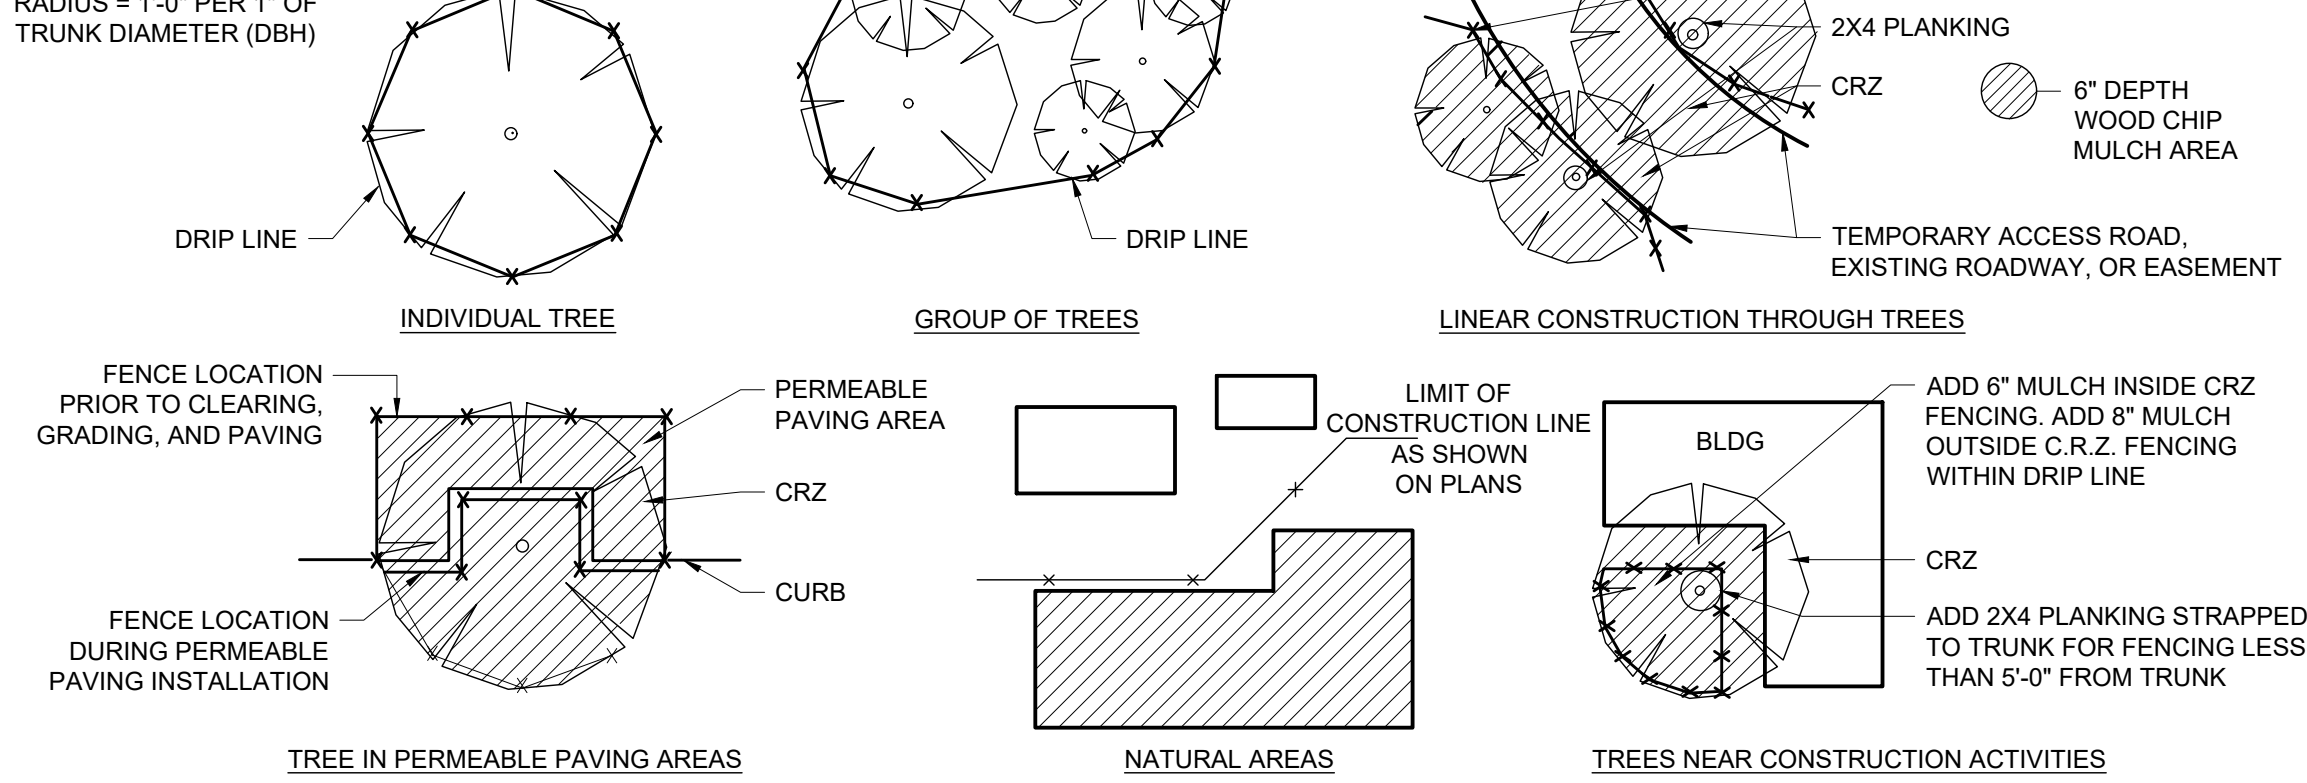 RADIUS = 1'-0" PER 1" OF
TRUNK DIAMETER (DBH)
DRIP LINE
INDIVIDUAL TREE
DRIP LINE
GROUP OF TREES
2X4 PLANKING
CRZ
6" DEPTH
WOOD CHIP
MULCH AREA
TEMPORARY ACCESS ROAD,
EXISTING ROADWAY, OR EASEMENT
LINEAR CONSTRUCTION THROUGH TREES
FENCE LOCATION
PRIOR TO CLEARING,
GRADING, AND PAVING
PERMEABLE
PAVING AREA
CRZ
CURB
FENCE LOCATION
DURING PERMEABLE
PAVING INSTALLATION
TREE IN PERMEABLE PAVING AREAS
LIMIT OF
CONSTRUCTION LINE
AS SHOWN
ON PLANS
NATURAL AREAS
BLDG
ADD 6" MULCH INSIDE CRZ
FENCING. ADD 8" MULCH
OUTSIDE C.R.Z. FENCING
WITHIN DRIP LINE
CRZ
ADD 2X4 PLANKING STRAPPED
TO TRUNK FOR FENCING LESS
THAN 5'-0" FROM TRUNK
TREES NEAR CONSTRUCTION ACTIVITIES